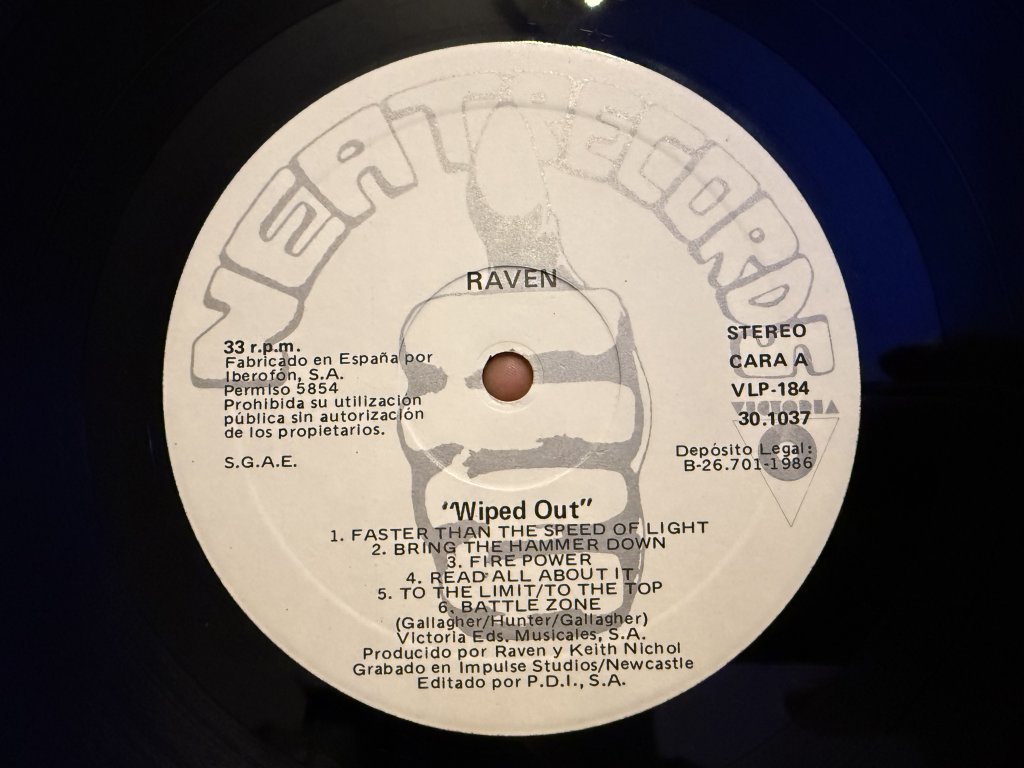 NEAT RECORDS
RAVEN
33 r.p.m.
Fabricado en España por
Iberofón, S.A.
Permiso 5854
Prohibida su utilización
pública sin autorización
de los propietarios.
S.G.A.E.
STEREO
CARA A
VLP-184
VICTORIA
30.1037
Depósito Legal:
B-26.701-1986
"Wiped Out"
1. FASTER THAN THE SPEED OF LIGHT
2. BRING THE HAMMER DOWN
3. FIRE POWER
4. READ ALL ABOUT IT
5. TO THE LIMIT/TO THE TOP
6. BATTLE ZONE
(Gallagher/Hunter/Gallagher)
Victoria Eds. Musicales, S.A.
Producido por Raven y Keith Nichol
Grabado en Impulse Studios/Newcastle
Editado por P.D.I., S.A.